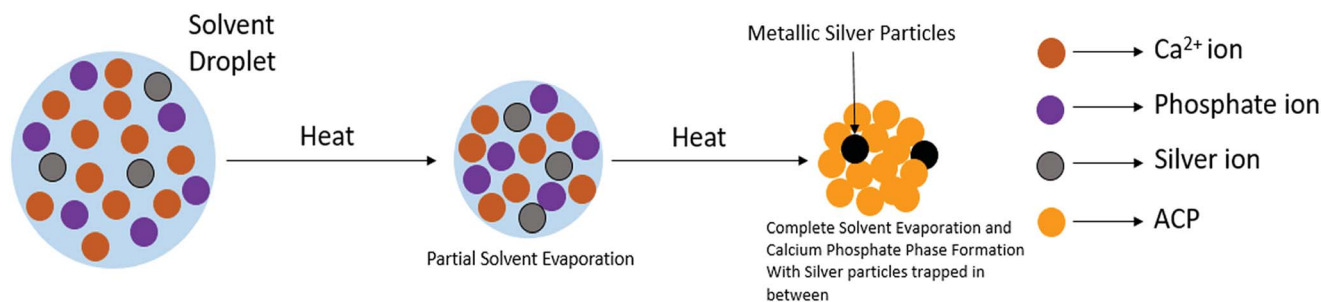 Solvent
Droplet
Heat
Partial Solvent Evaporation
Heat
Metallic Silver Particles
Complete Solvent Evaporation and
Calcium Phosphate Phase Formation
With Silver particles trapped in
between
Ca²⁺ ion
Phosphate ion
Silver ion
ACP